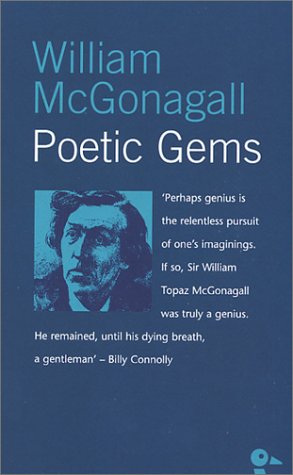 William
McGonagall
Poetic Gems
'Perhaps genius is
the relentless pursuit
of one's imaginings.
If so, Sir William
Topaz McGonagall
was truly a genius.
He remained, until his dying breath,
a gentleman' – Billy Connolly